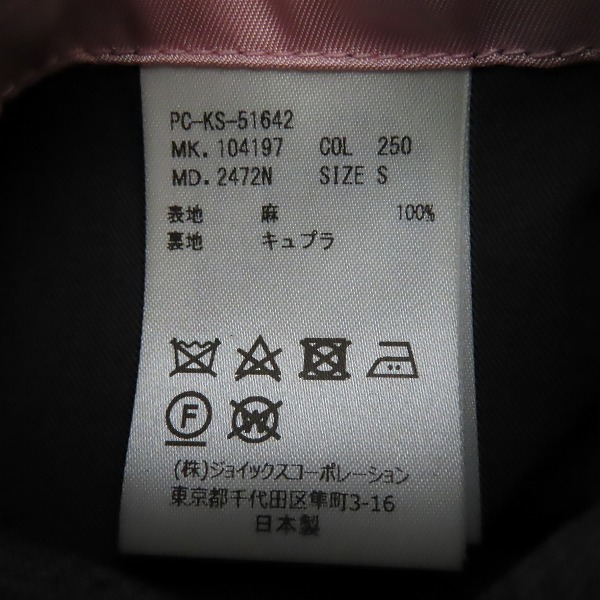 PC-KS-51642
MK. 104197 COL 250
MD. 2472N SIZE S
表地 麻 100%
裏地 キュプラ
F W
(株)ジョイックスコーポレーション
東京都千代田区隼町3-16
日本製